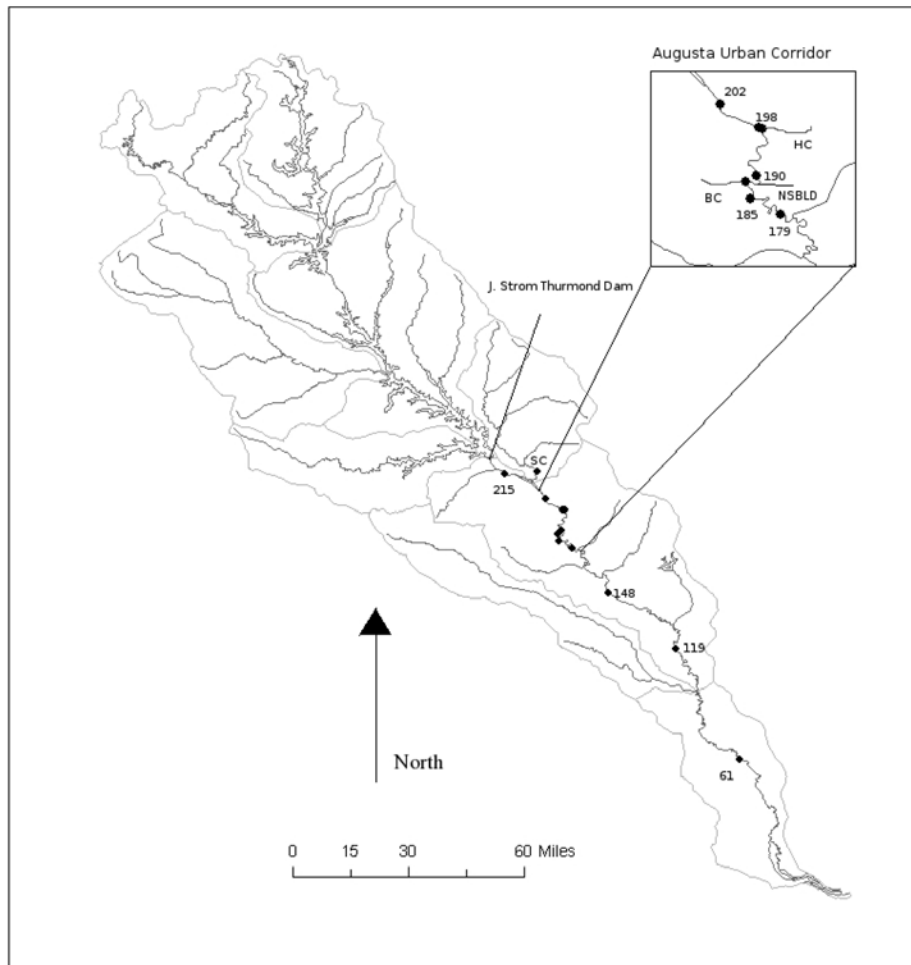 Augusta Urban Corridor
202
198
HC
190
BC
NSBLD
185
179
J. Strom Thurmond Dam
SC
215
148
119
61
North
0 15 30 60 Miles